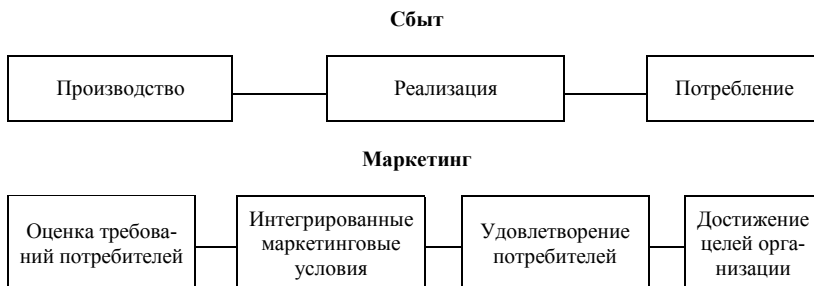 Сбыт
Производство
Реализация
Потребление
Маркетинг
Оценка требова-
ний потребителей
Интегрированные
маркетинговые
условия
Удовлетворение
потребителей
Достижение
целей орга-
низации